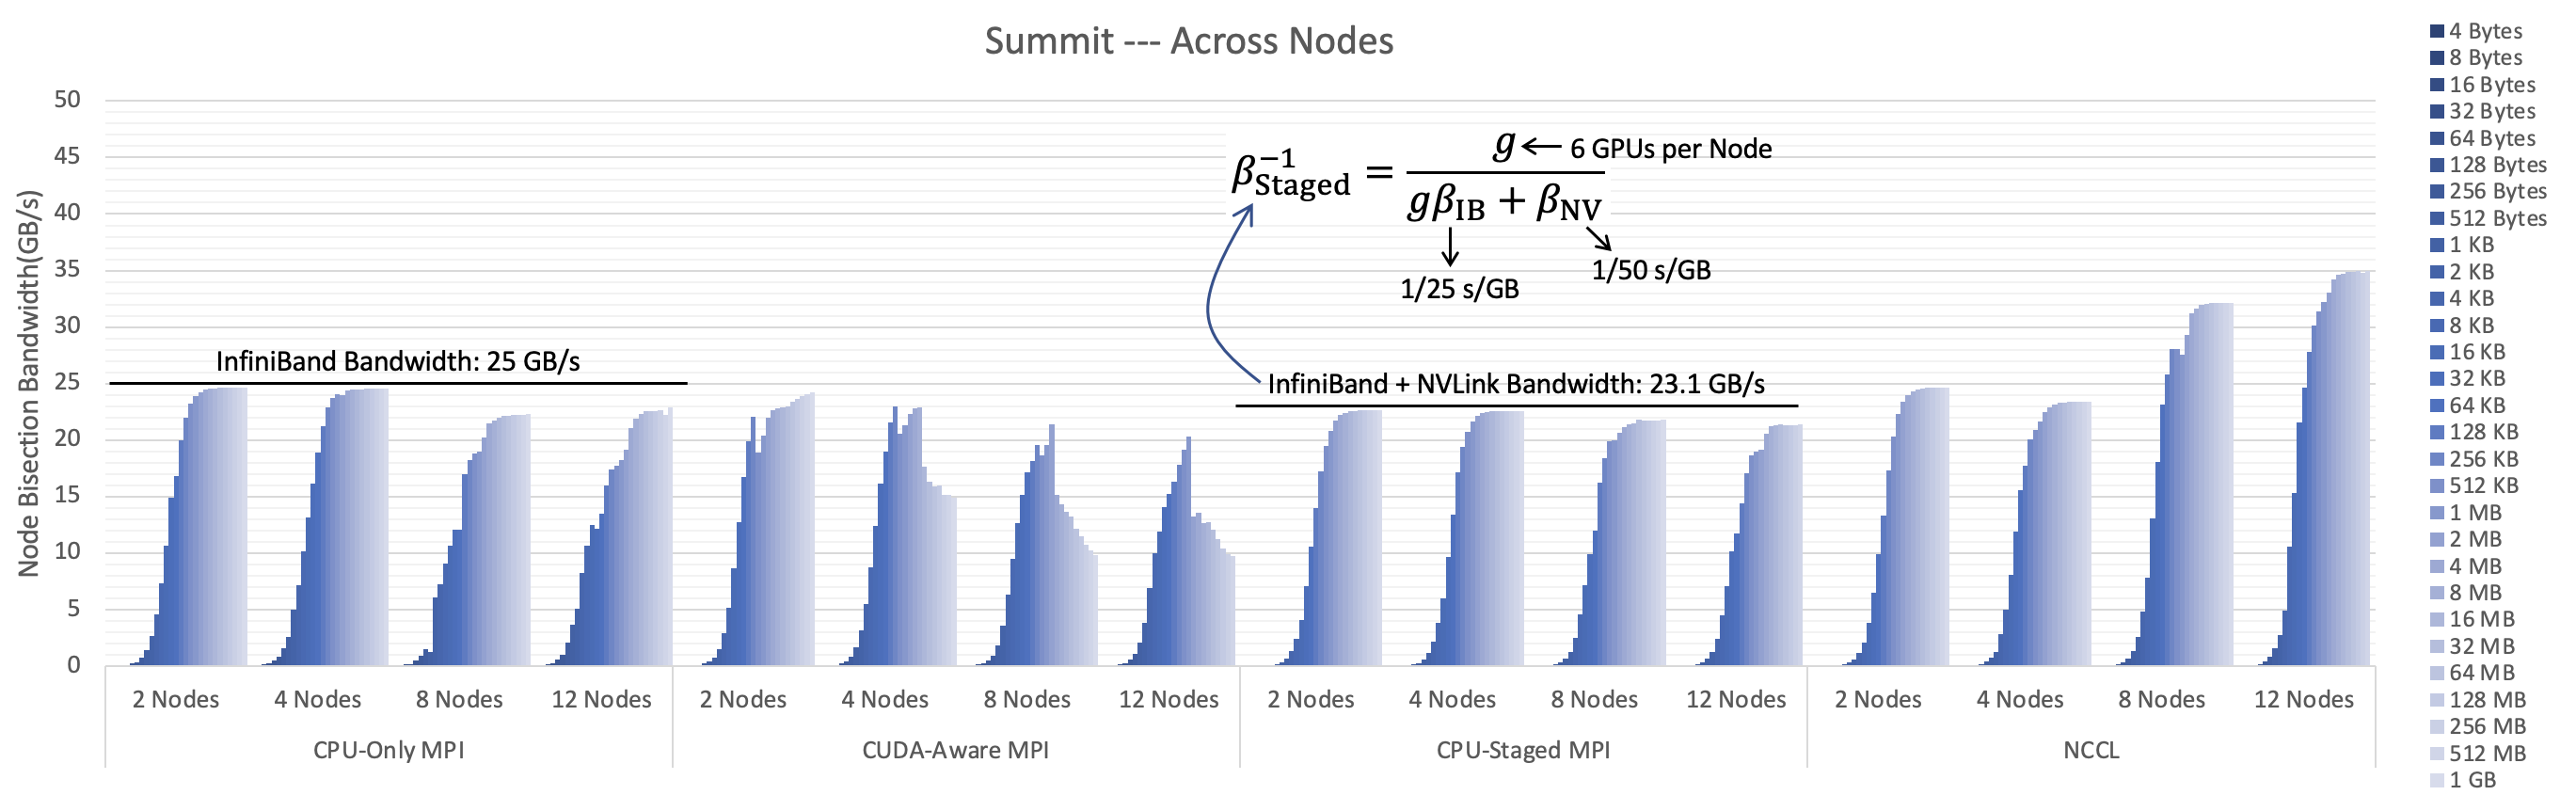 Summit --- Across Nodes
Node Bisection Bandwidth(GB/s)
50
45
40
35
30
25
20
15
10
5
0
β⁻¹Staged = g / (gβIB + βNV)
6 GPUs per Node
1/25 s/GB
1/50 s/GB
InfiniBand Bandwidth: 25 GB/s
InfiniBand + NVLink Bandwidth: 23.1 GB/s
2 Nodes 4 Nodes 8 Nodes 12 Nodes 2 Nodes 4 Nodes 8 Nodes 12 Nodes 2 Nodes 4 Nodes 8 Nodes 12 Nodes 2 Nodes 4 Nodes 8 Nodes 12 Nodes
CPU-Only MPI CUDA-Aware MPI CPU-Staged MPI NCCL
4 Bytes
8 Bytes
16 Bytes
32 Bytes
64 Bytes
128 Bytes
256 Bytes
512 Bytes
1 KB
2 KB
4 KB
8 KB
16 KB
32 KB
64 KB
128 KB
256 KB
512 KB
1 MB
2 MB
4 MB
8 MB
16 MB
32 MB
64 MB
128 MB
256 MB
512 MB
1 GB